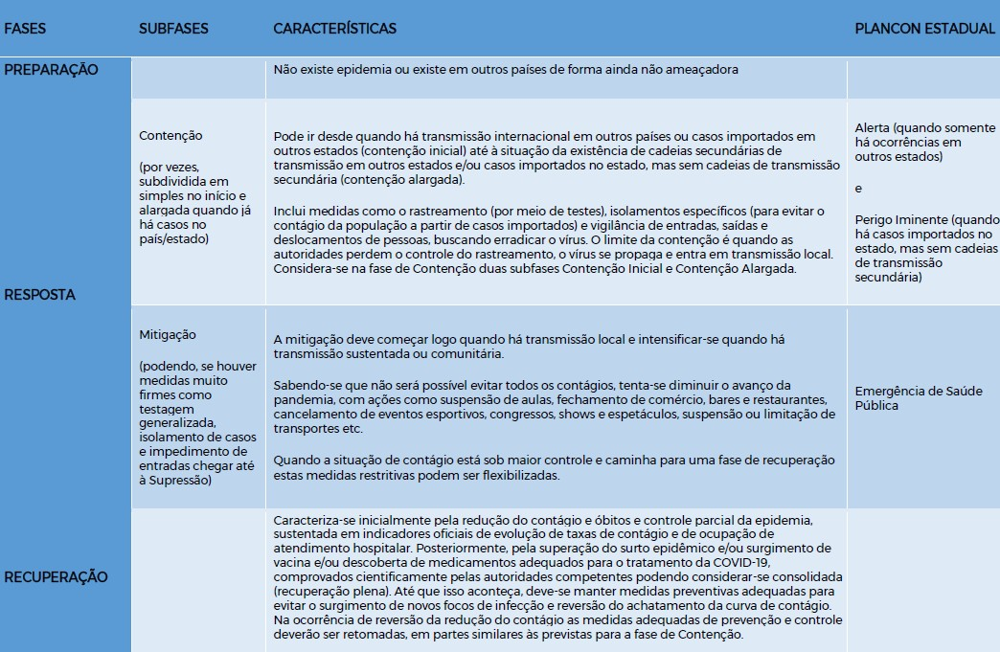 FASES
SUBFASES
CARACTERÍSTICAS
PLANCON ESTADUAL
PREPARAÇÃO
Não existe epidemia ou existe em outros países de forma ainda não ameaçadora
RESPOSTA
Contenção
(por vezes,
subdividida em
simples no início e
alargada quando já
há casos no
país/estado)
Pode ir desde quando há transmissão internacional em outros países ou casos importados em
outros estados (contenção inicial) até à situação da existência de cadeias secundárias de
transmissão em outros estados e/ou casos importados no estado, mas sem cadeias de transmissão
secundária (contenção alargada).
Inclui medidas como o rastreamento (por meio de testes), isolamentos específicos (para evitar o
contágio da população a partir de casos importados) e vigilância de entradas, saídas e
deslocamentos de pessoas, buscando erradicar o vírus. O limite da contenção é quando as
autoridades perdem o controle do rastreamento, o vírus se propaga e entra em transmissão local.
Considera-se na fase de Contenção duas subfases Contenção Inicial e Contenção Alargada.
Alerta (quando somente
há ocorrências em
outros estados)
e
Perigo Iminente (quando
há casos importados no
estado, mas sem cadeias
de transmissão
secundária)
Mitigação
(podendo, se houver
medidas muito
firmes como
testagem
generalizada,
isolamento de casos
e impedimento de
entradas chegar até
à Supressão)
A mitigação deve começar logo quando há transmissão local e intensificar-se quando há
transmissão sustentada ou comunitária.
Sabendo-se que não será possível evitar todos os contágios, tenta-se diminuir o avanço da
pandemia, com ações como suspensão de aulas, fechamento de comércio, bares e restaurantes,
cancelamento de eventos esportivos, congressos, shows e espetáculos, suspensão ou limitação de
transportes etc.
Quando a situação de contágio está sob maior controle e caminha para uma fase de recuperação
estas medidas restritivas podem ser flexibilizadas.
Emergência de Saúde
Pública
RECUPERAÇÃO
Caracteriza-se inicialmente pela redução do contágio e óbitos e controle parcial da epidemia,
sustentada em indicadores oficiais de evolução de taxas de contágio e de ocupação de
atendimento hospitalar. Posteriormente, pela superação do surto epidêmico e/ou surgimento de
vacina e/ou descoberta de medicamentos adequados para o tratamento da COVID-19,
comprovados cientificamente pelas autoridades competentes podendo considerar-se consolidada
(recuperação plena). Até que isso aconteça, deve-se manter medidas preventivas adequadas para
evitar o surgimento de novos focos de infecção e reversão do achatamento da curva de contágio.
Na ocorrência de reversão da redução do contágio as medidas adequadas de prevenção e controle
deverão ser retomadas, em partes similares às previstas para a fase de Contenção.